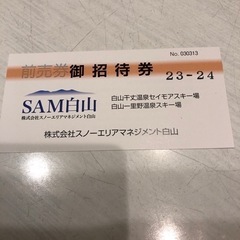 No. 030313
前売券 御招待券 23-24
SAM白山
株式会社スノーエリアマネジメント白山
白山千丈温泉セイモアスキー場
白山一里野温泉スキー場
株式会社スノーエリアマネジメント白山